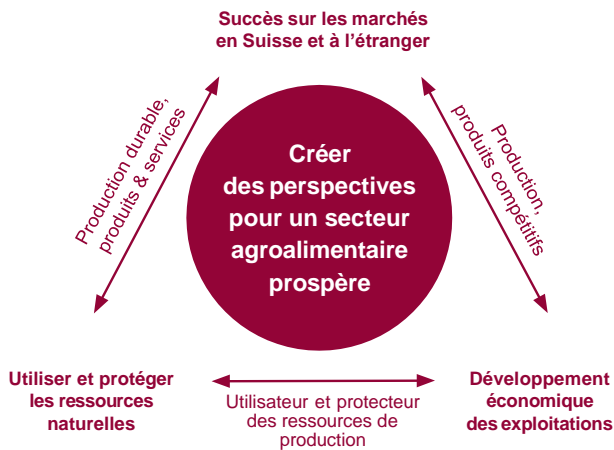 Succès sur les marchés
en Suisse et à l'étranger
Production durable,
produits & services
Créer
des perspectives
pour un secteur
agroalimentaire
prospère
Production,
produits compétitifs
Utiliser et protéger
les ressources
naturelles
Utilisateur et protecteur
des ressources de
production
Développement
économique
des exploitations